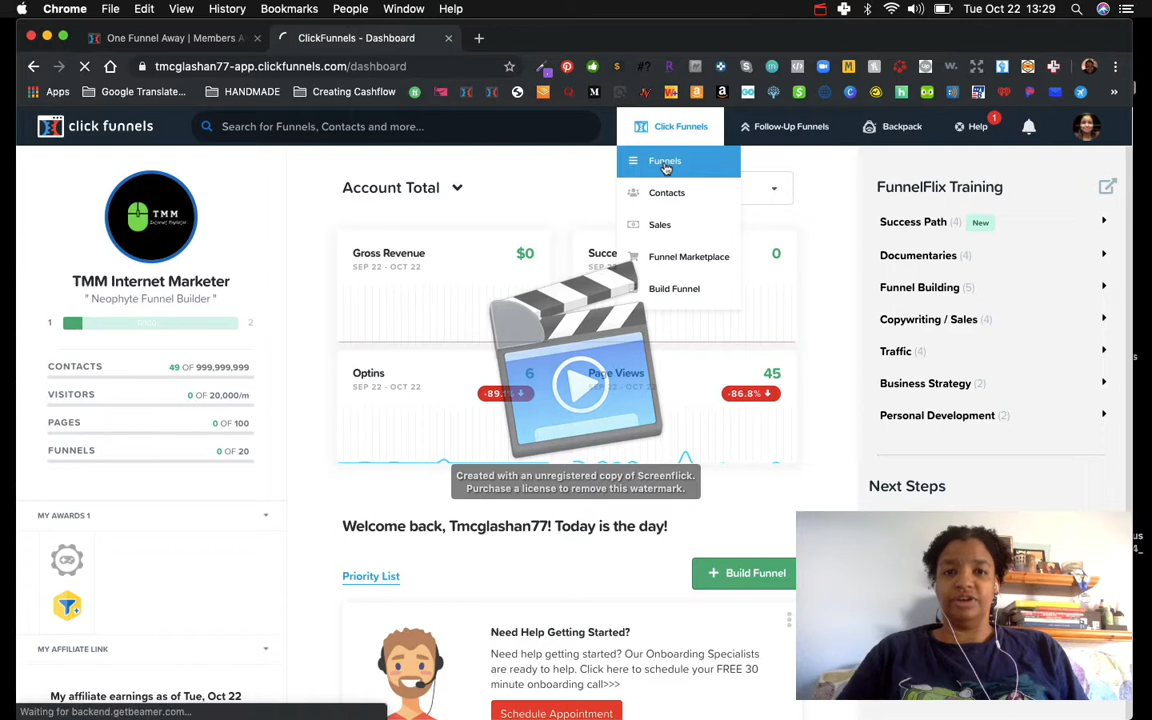 Chrome File Edit View History Bookmarks People Window Help Tue Oct 22 13:29
One Funnel Away | Members A
ClickFunnels - Dashboard
tmcglashan77-app.clickfunnels.com/dashboard
Apps Google Translate... HANDMADE Creating Cashflow
click funnels
Search for Funnels, Contacts and more...
Click Funnels
Follow-Up Funnels
Backpack
Help
1
Funnels
Contacts
Sales
Funnel Marketplace
Build Funnel
TMM
TMM Internet Marketer
" Neophyte Funnel Builder "
1
2
CONTACTS 49 OF 999,999,999
VISITORS 0 OF 20,000/m
PAGES 0 OF 100
FUNNELS 0 OF 20
MY AWARDS 1
MY AFFILIATE LINK
My affiliate earnings as of Tue, Oct 22
Waiting for backend.getbeamer.com...
Account Total
Gross Revenue $0
SEP 22 - OCT 22
Succe 0
SEP 22
Optins 6
SEP 22 - OCT 22
-89.1%
Page Views 45
SEP 22 - OCT 22
-86.8%
Created with an unregistered copy of Screenflick.
Purchase a license to remove this watermark.
Welcome back, Tmcglashan77! Today is the day!
Priority List
+ Build Funnel
Need Help Getting Started?
Need help getting started? Our Onboarding Specialists
are ready to help. Click here to schedule your FREE 30
minute onboarding call>>>
Schedule Appointment
FunnelFlix Training
Success Path (4) New
Documentaries (4)
Funnel Building (5)
Copywriting / Sales (4)
Traffic (4)
Business Strategy (2)
Personal Development (2)
Next Steps